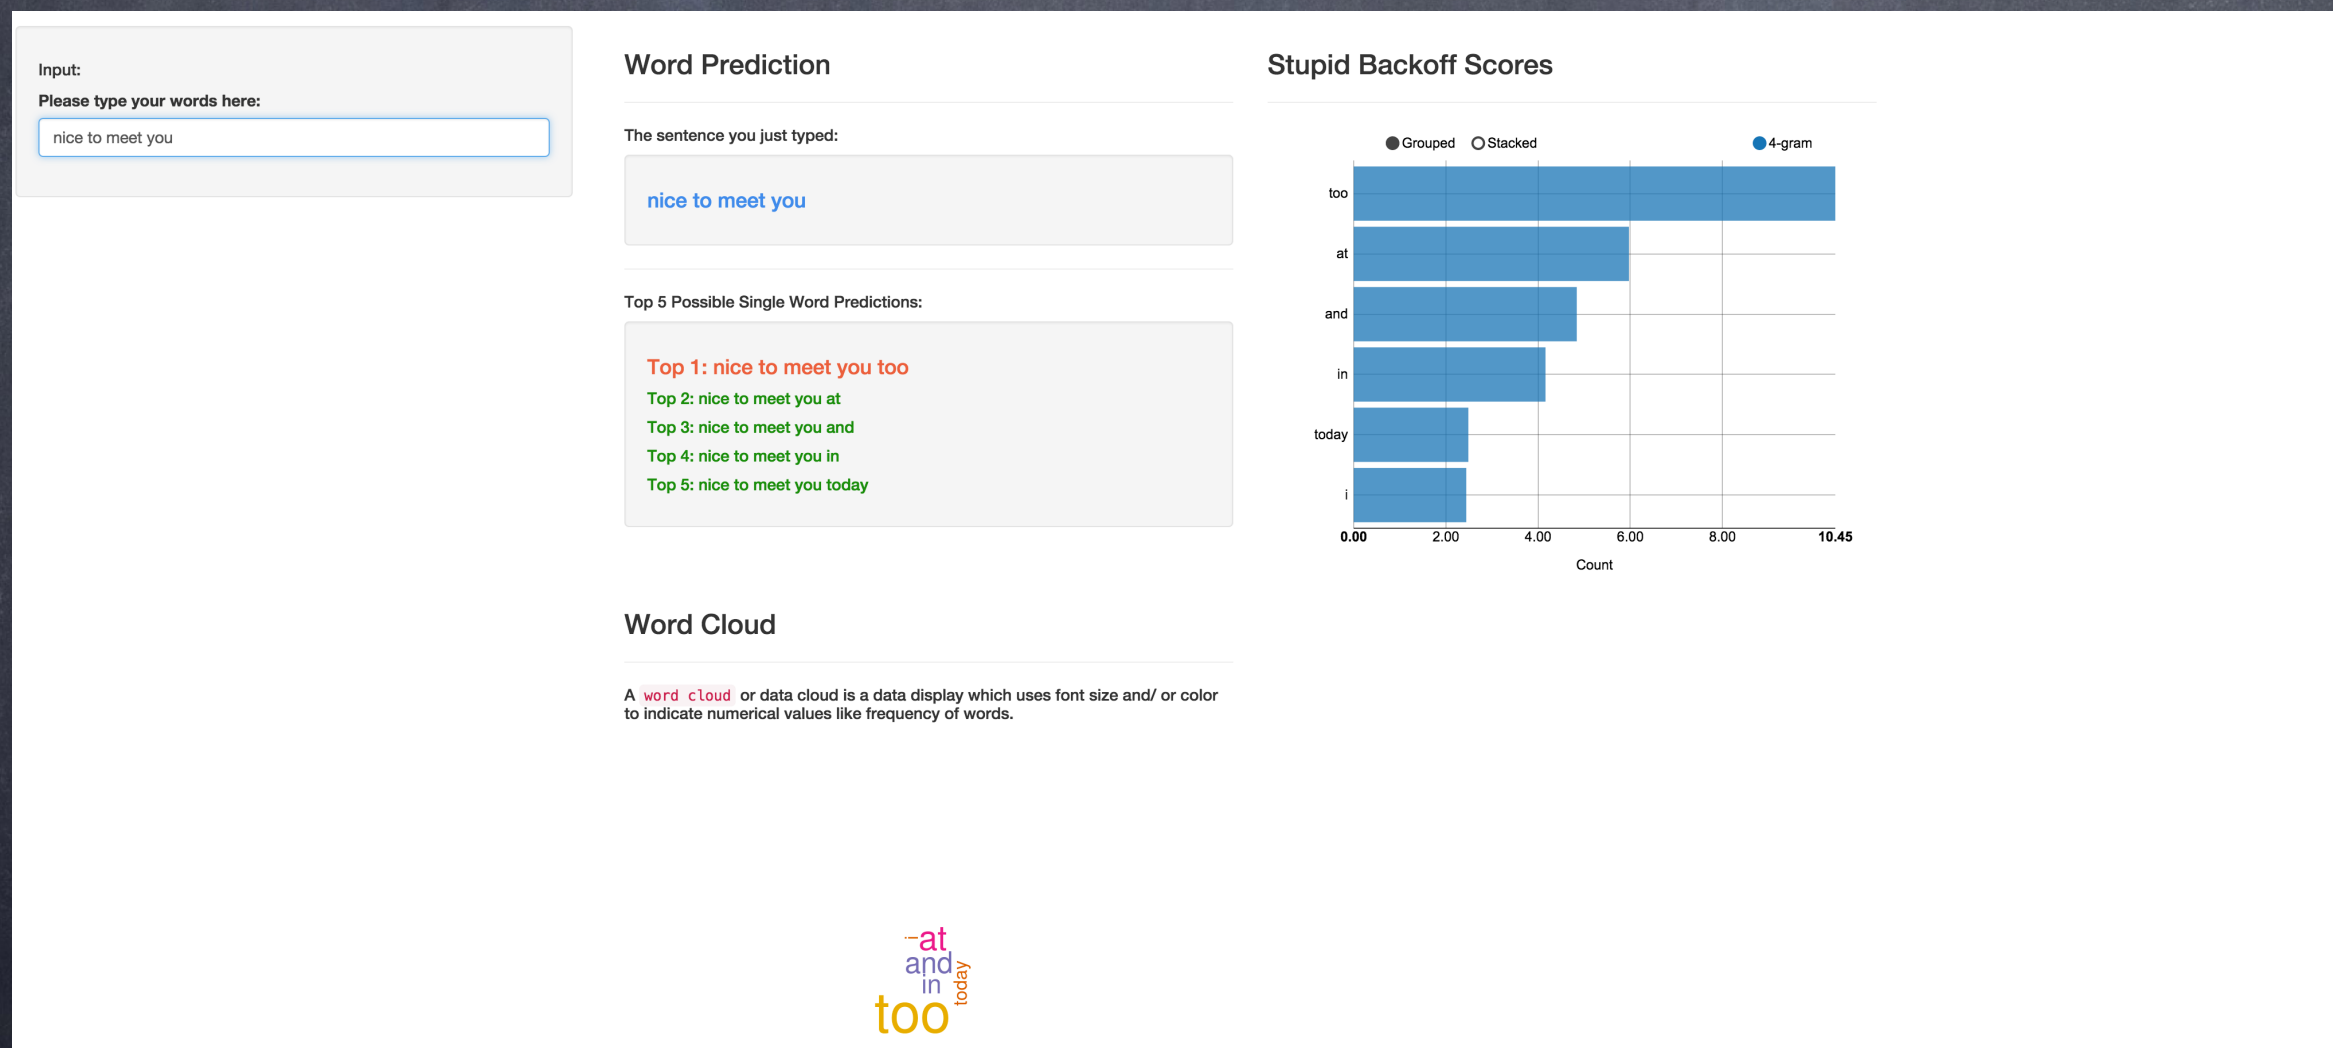 Input:
Please type your words here:
nice to meet you
Word Prediction
The sentence you just typed:
nice to meet you
Top 5 Possible Single Word Predictions:
Top 1: nice to meet you too
Top 2: nice to meet you at
Top 3: nice to meet you and
Top 4: nice to meet you in
Top 5: nice to meet you today
Word Cloud
A word cloud or data cloud is a data display which uses font size and/ or color
to indicate numerical values like frequency of words.
i
at
and
in
today
too
Stupid Backoff Scores
Grouped Stacked 4-gram
too
at
and
in
today
i
0.00 2.00 4.00 6.00 8.00 10.45
Count